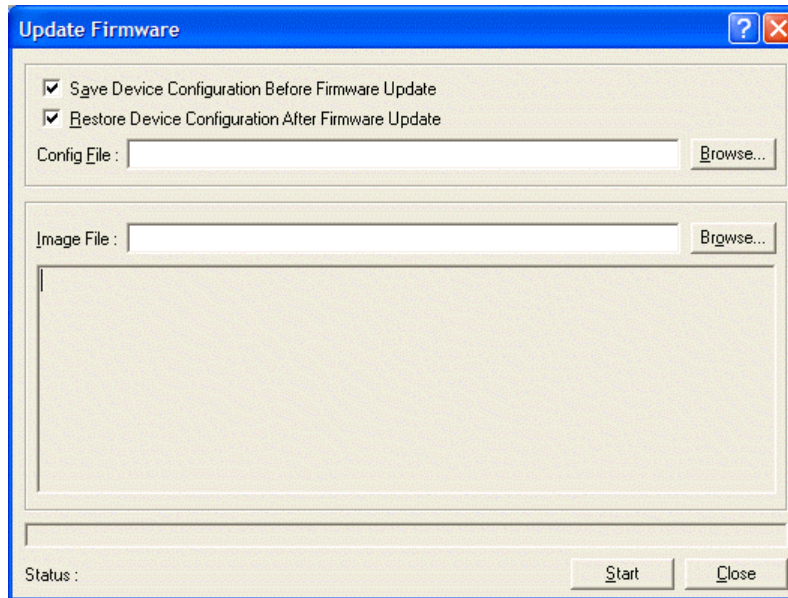 Update Firmware
Save Device Configuration Before Firmware Update
Restore Device Configuration After Firmware Update
Config File : Browse...
Image File : Browse...
Status : Start Close